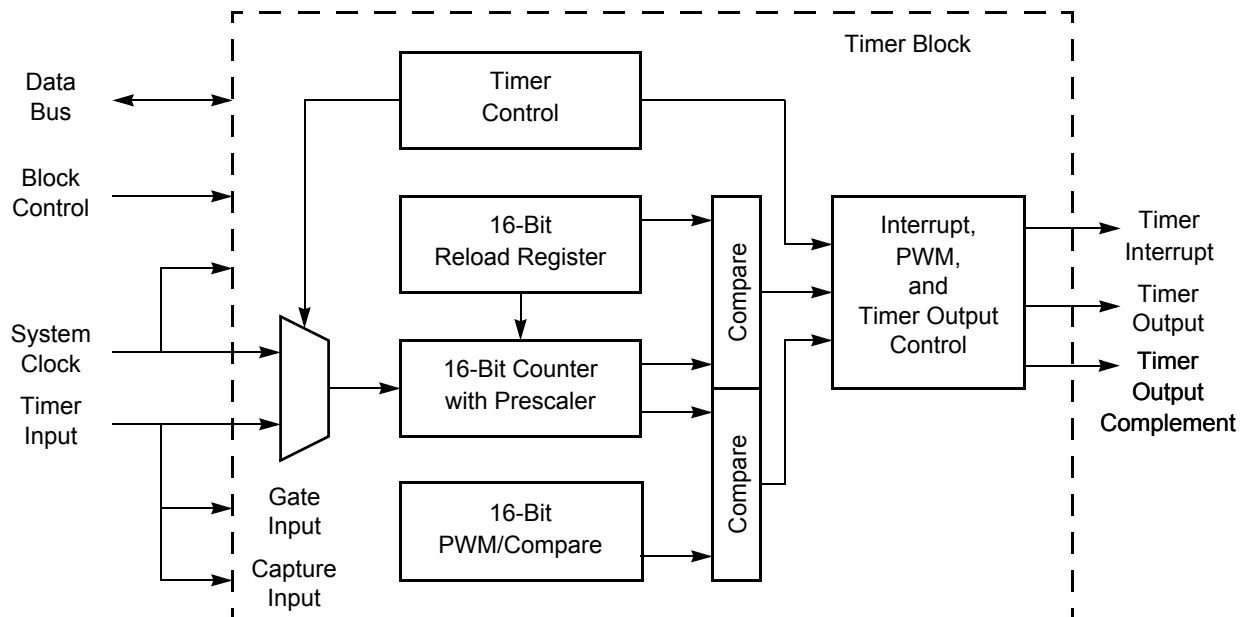 Timer Block
Data
Bus
Timer
Control
Block
Control
16-Bit
Reload Register
Compare
Interrupt,
PWM,
and
Timer Output
Control
Timer
Interrupt
Timer
Output
Timer
Output
Complement
System
Clock
16-Bit Counter
with Prescaler
Timer
Input
Gate
Input
16-Bit
PWM/Compare
Compare
Capture
Input